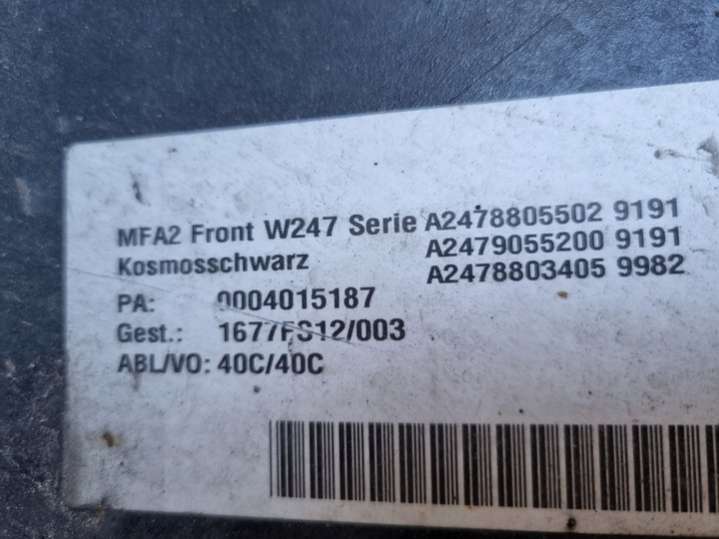 MFA2 Front W247 Serie A2478805502 9191
Kosmosschwarz A2479055200 9191
A2478803405 9982
PA: 0004015187
Gest.: 1677FS12/003
ABL/VO: 40C/40C